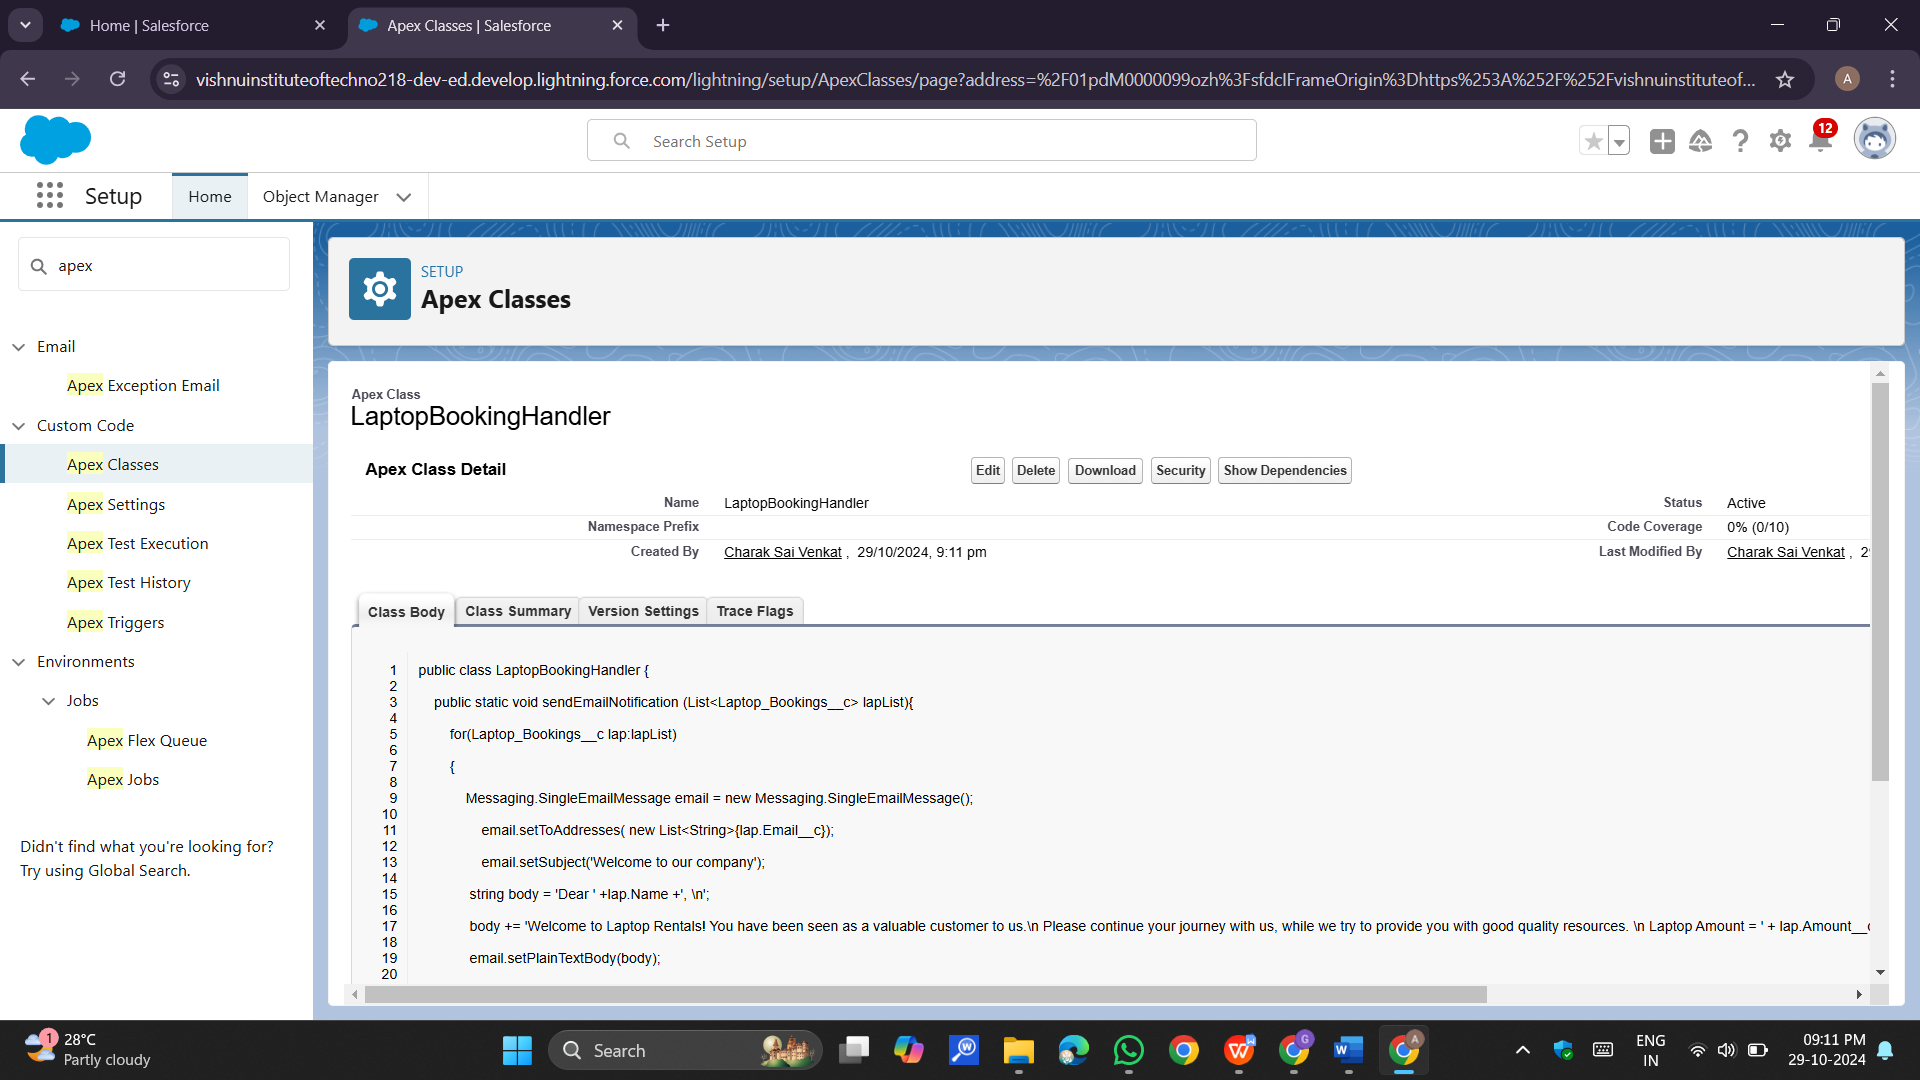 Home | Salesforce
Apex Classes | Salesforce
vishnuinstituteoftechno218-dev-ed.develop.lightning.force.com/lightning/setup/ApexClasses/page?address=%2F01pdM0000099ozh%3FsfdcIFrameOrigin%3Dhttps%253A%252F%252Fvishnuinstituteof...
A
Search Setup
12
Setup
Home
Object Manager
apex
Email
Apex Exception Email
Custom Code
Apex Classes
Apex Settings
Apex Test Execution
Apex Test History
Apex Triggers
Environments
Jobs
Apex Flex Queue
Apex Jobs
Didn't find what you're looking for?
Try using Global Search.
SETUP
Apex Classes
Apex Class
LaptopBookingHandler
Apex Class Detail
Edit Delete Download Security Show Dependencies
Name LaptopBookingHandler Status Active
Namespace Prefix Code Coverage 0% (0/10)
Created By Charak Sai Venkat , 29/10/2024, 9:11 pm Last Modified By Charak Sai Venkat , 2
Class Body Class Summary Version Settings Trace Flags
1 public class LaptopBookingHandler {
2
3 public static void sendEmailNotification (List<Laptop_Bookings__c> lapList){
4
5 for(Laptop_Bookings__c lap:lapList)
6
7 {
8
9 Messaging.SingleEmailMessage email = new Messaging.SingleEmailMessage();
10
11 email.setToAddresses( new List<String>{lap.Email__c});
12
13 email.setSubject('Welcome to our company');
14
15 string body = 'Dear ' +lap.Name +', \n';
16
17 body += 'Welcome to Laptop Rentals! You have been seen as a valuable customer to us.\n Please continue your journey with us, while we try to provide you with good quality resources. \n Laptop Amount = ' + lap.Amount__c
18
19 email.setPlainTextBody(body);
20
1
28°C
Partly cloudy
Search
G
A
ENG
IN
09:11 PM
29-10-2024